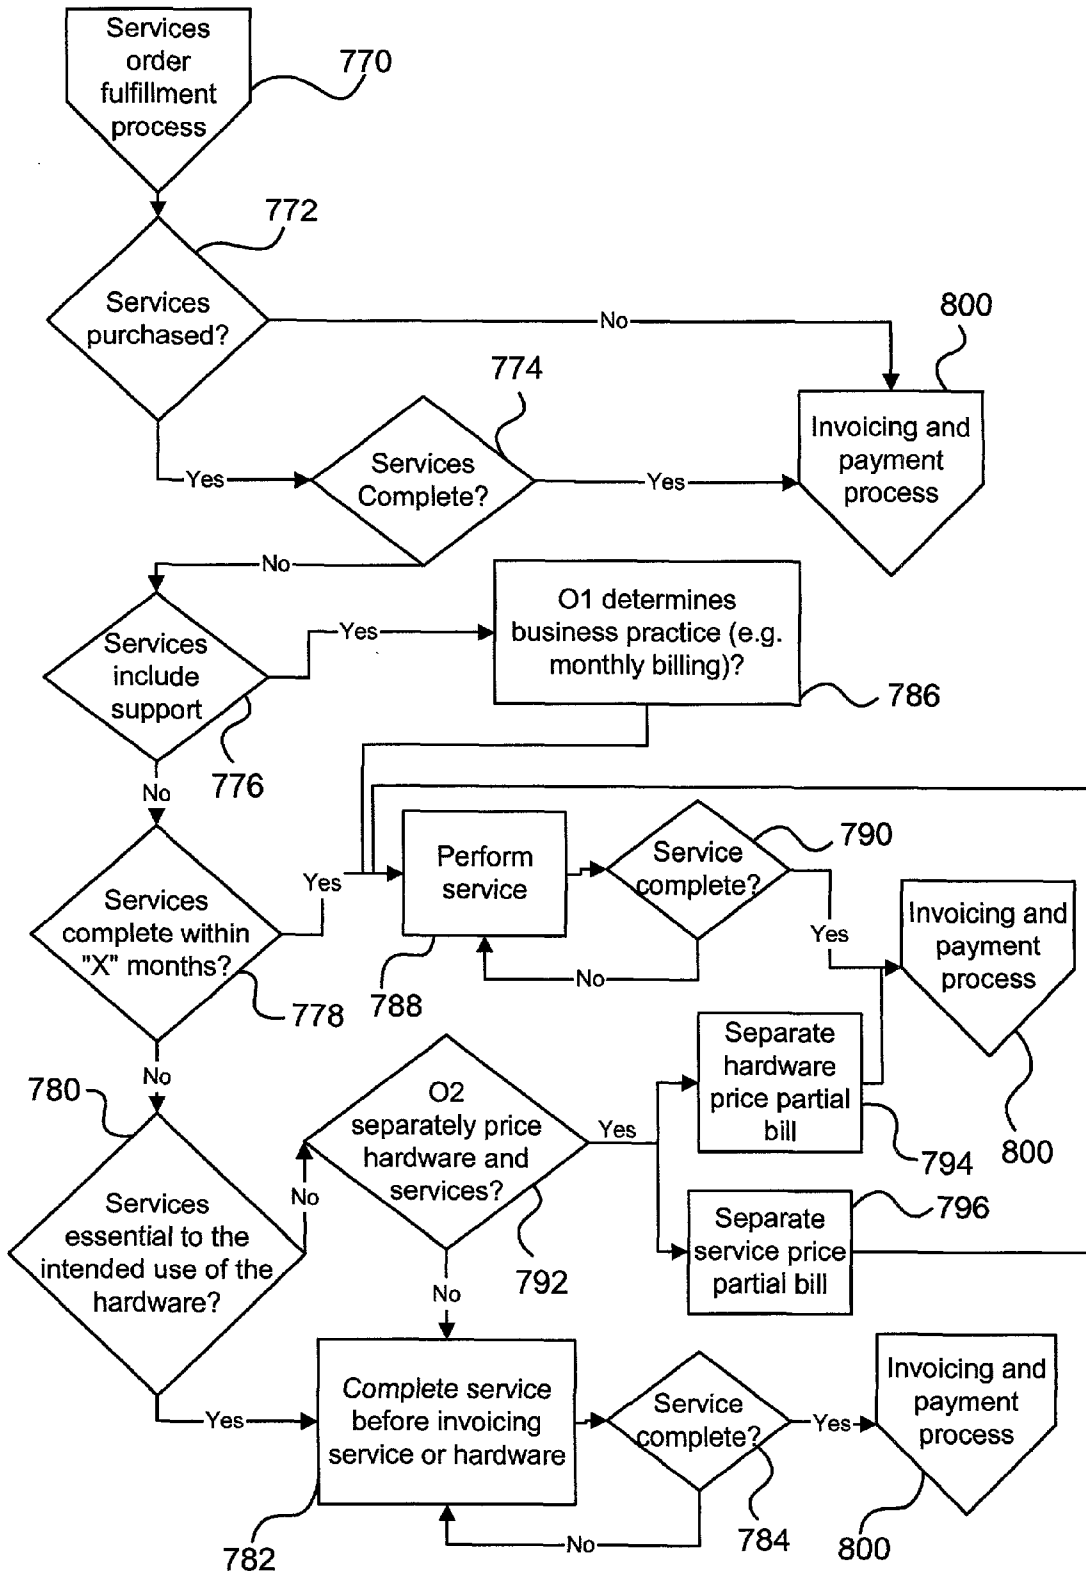 Services
order
fulfillment
process
770
772
Services
purchased?
No
800
774
Invoicing and
payment
process
Services
Complete?
Yes
Yes
No
O1 determines
business practice (e.g.
monthly billing)?
Services
include
support
Yes
786
776
No
790
Perform
service
Service
complete?
Services
complete within
"X" months?
Yes
Invoicing and
payment
process
Yes
No
788
778
Separate
hardware
price partial
bill
No
780
O2
separately price
hardware and
services?
Yes
800
794
No
Services
essential to the
intended use of the
hardware?
796
Separate
service price
partial bill
792
No
Complete service
before invoicing
service or hardware
Service
complete?
Invoicing and
payment
process
Yes
Yes
No
784
800
782